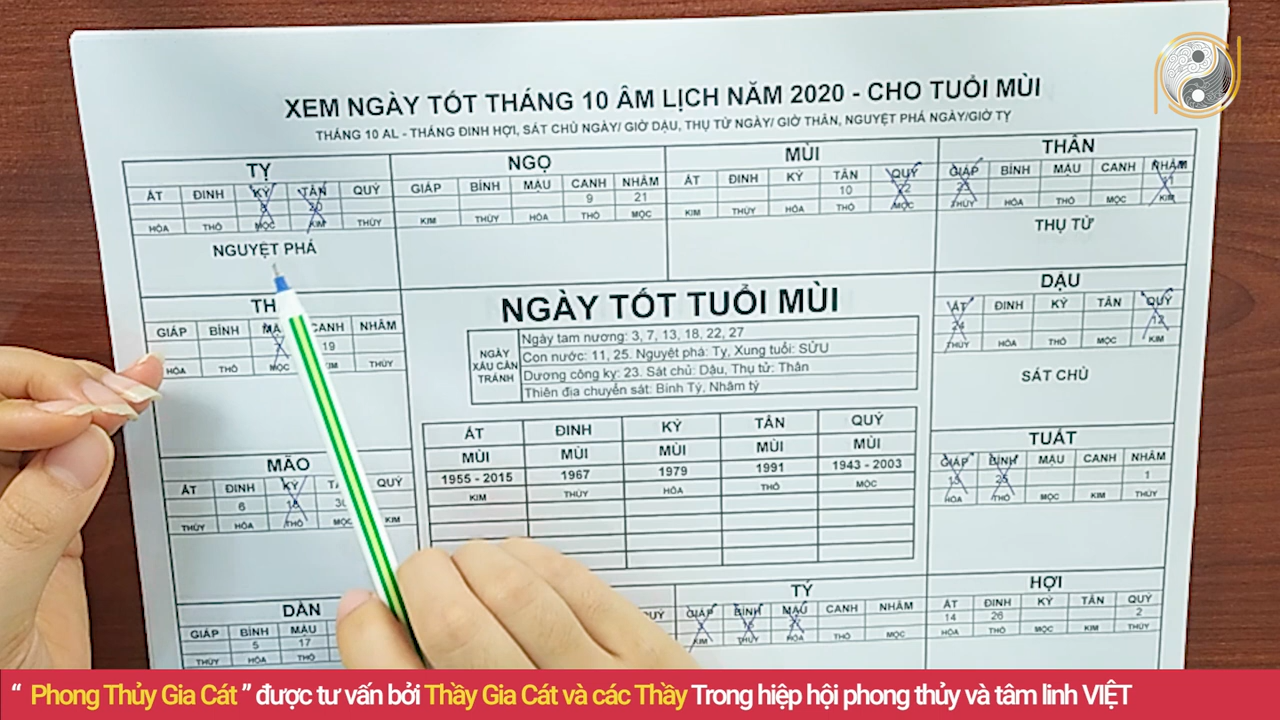 XEM NGÀY TỐT THÁNG 10 ÂM LỊCH NĂM 2020 - CHO TUỔI MÙI
THÁNG 10 AL - THÁNG ĐINH HỢI, SÁT CHỦ NGÀY/ GIỜ DẬU, THỤ TỬ NGÀY/ GIỜ THÂN, NGUYỆT PHÁ NGÀY/GIỜ TỴ
TỴ
ẤT ĐINH KỶ TÂN QUÝ
8 20
HỎA THỔ MỘC KIM THỦY
NGUYỆT PHÁ
NGỌ
GIÁP BÍNH MẬU CANH NHÂM
9 21
KIM THỦY HỎA THỔ MỘC
MÙI
ẤT ĐINH KỶ TÂN QUÝ
10 22
KIM THỦY HỎA THỔ MỘC
THÂN
GIÁP BÍNH MẬU CANH NHÂM
23 11
THỦY HỎA THỔ MỘC KIM
THỤ TỬ
GIÁP BÍNH CANH NHÂM
19
HỎA THỔ MỘC KIM THỦY
NGÀY TỐT TUỔI MÙI
NGÀY XẤU CẦN TRÁNH
Ngày tam nương: 3, 7, 13, 18, 22, 27
Con nước: 11, 25. Nguyệt phá: Tỵ, Xung tuổi: SỬU
Dương công kỵ: 23. Sát chủ: Dậu, Thụ tử: Thân
Thiên địa chuyển sát: Bính Tý, Nhâm tý
DẬU
ẤT ĐINH KỶ TÂN QUÝ
24 12
THỦY HỎA THỔ MỘC KIM
SÁT CHỦ
ẤT ĐINH KỶ TÂN QUÝ
MÙI MÙI MÙI MÙI MÙI
1955 - 2015 1967 1979 1991 1943 - 2003
KIM THỦY HỎA THỔ MỘC
MÃO
ẤT ĐINH KỶ QUÝ
6 18
THỦY HỎA THỔ MỘC KIM
TUẤT
GIÁP BÍNH MẬU CANH NHÂM
13 25 1
HỎA THỔ MỘC KIM THỦY
DẦN
GIÁP BÍNH MẬU
5 17
THỦY HỎA THỔ
TÝ
GIÁP BÍNH MẬU CANH NHÂM
KIM THỦY HỎA THỔ MỘC
HỢI
ẤT ĐINH KỶ TÂN QUÝ
14 26 2
HỎA THỔ MỘC KIM THỦY
“ Phong Thủy Gia Cát ” được tư vấn bởi Thầy Gia Cát và các Thầy Trong hiệp hội phong thủy và tâm linh VIỆT